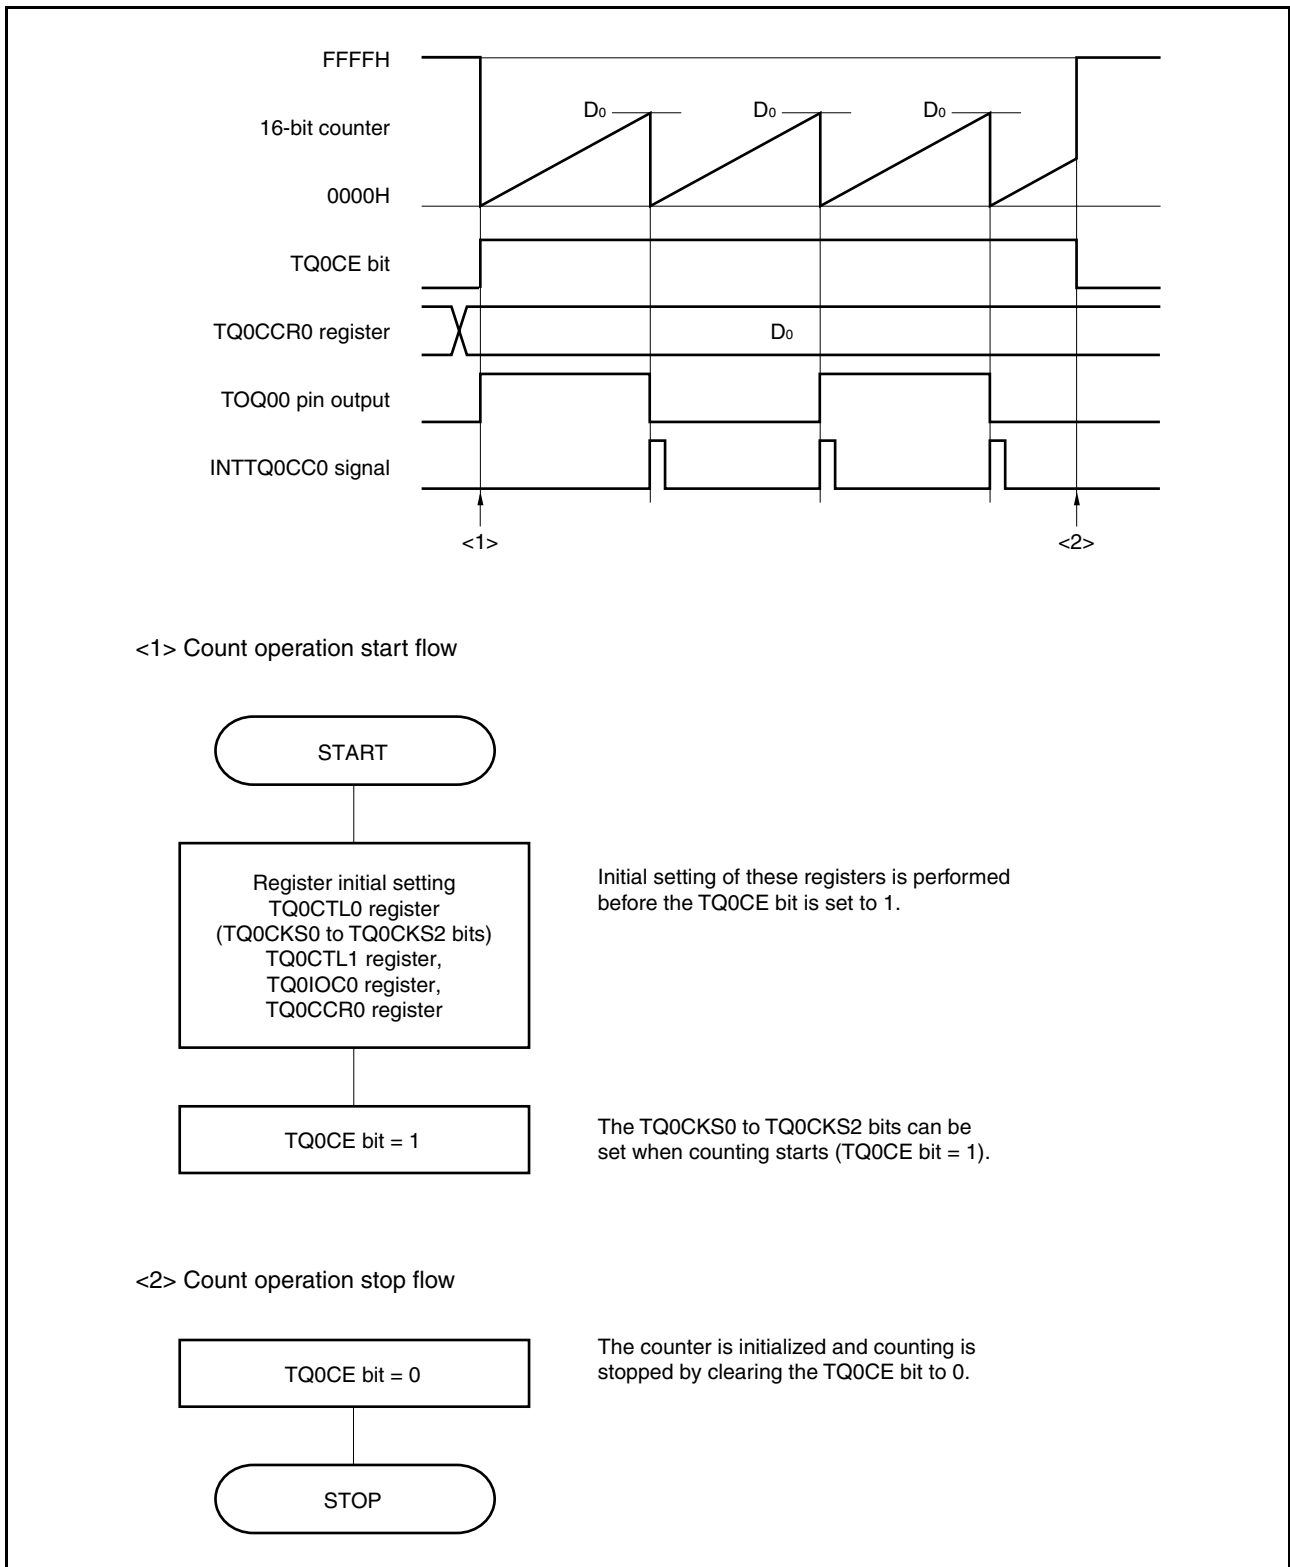 FFFFH
D0 D0 D0
16-bit counter
0000H
TQ0CE bit
TQ0CCR0 register D0
TOQ00 pin output
INTTQ0CC0 signal
<1> <2>
<1> Count operation start flow
START
Register initial setting
TQ0CTL0 register
(TQ0CKS0 to TQ0CKS2 bits)
TQ0CTL1 register,
TQ0IOC0 register,
TQ0CCR0 register
Initial setting of these registers is performed
before the TQ0CE bit is set to 1.
TQ0CE bit = 1
The TQ0CKS0 to TQ0CKS2 bits can be
set when counting starts (TQ0CE bit = 1).
<2> Count operation stop flow
TQ0CE bit = 0
The counter is initialized and counting is
stopped by clearing the TQ0CE bit to 0.
STOP